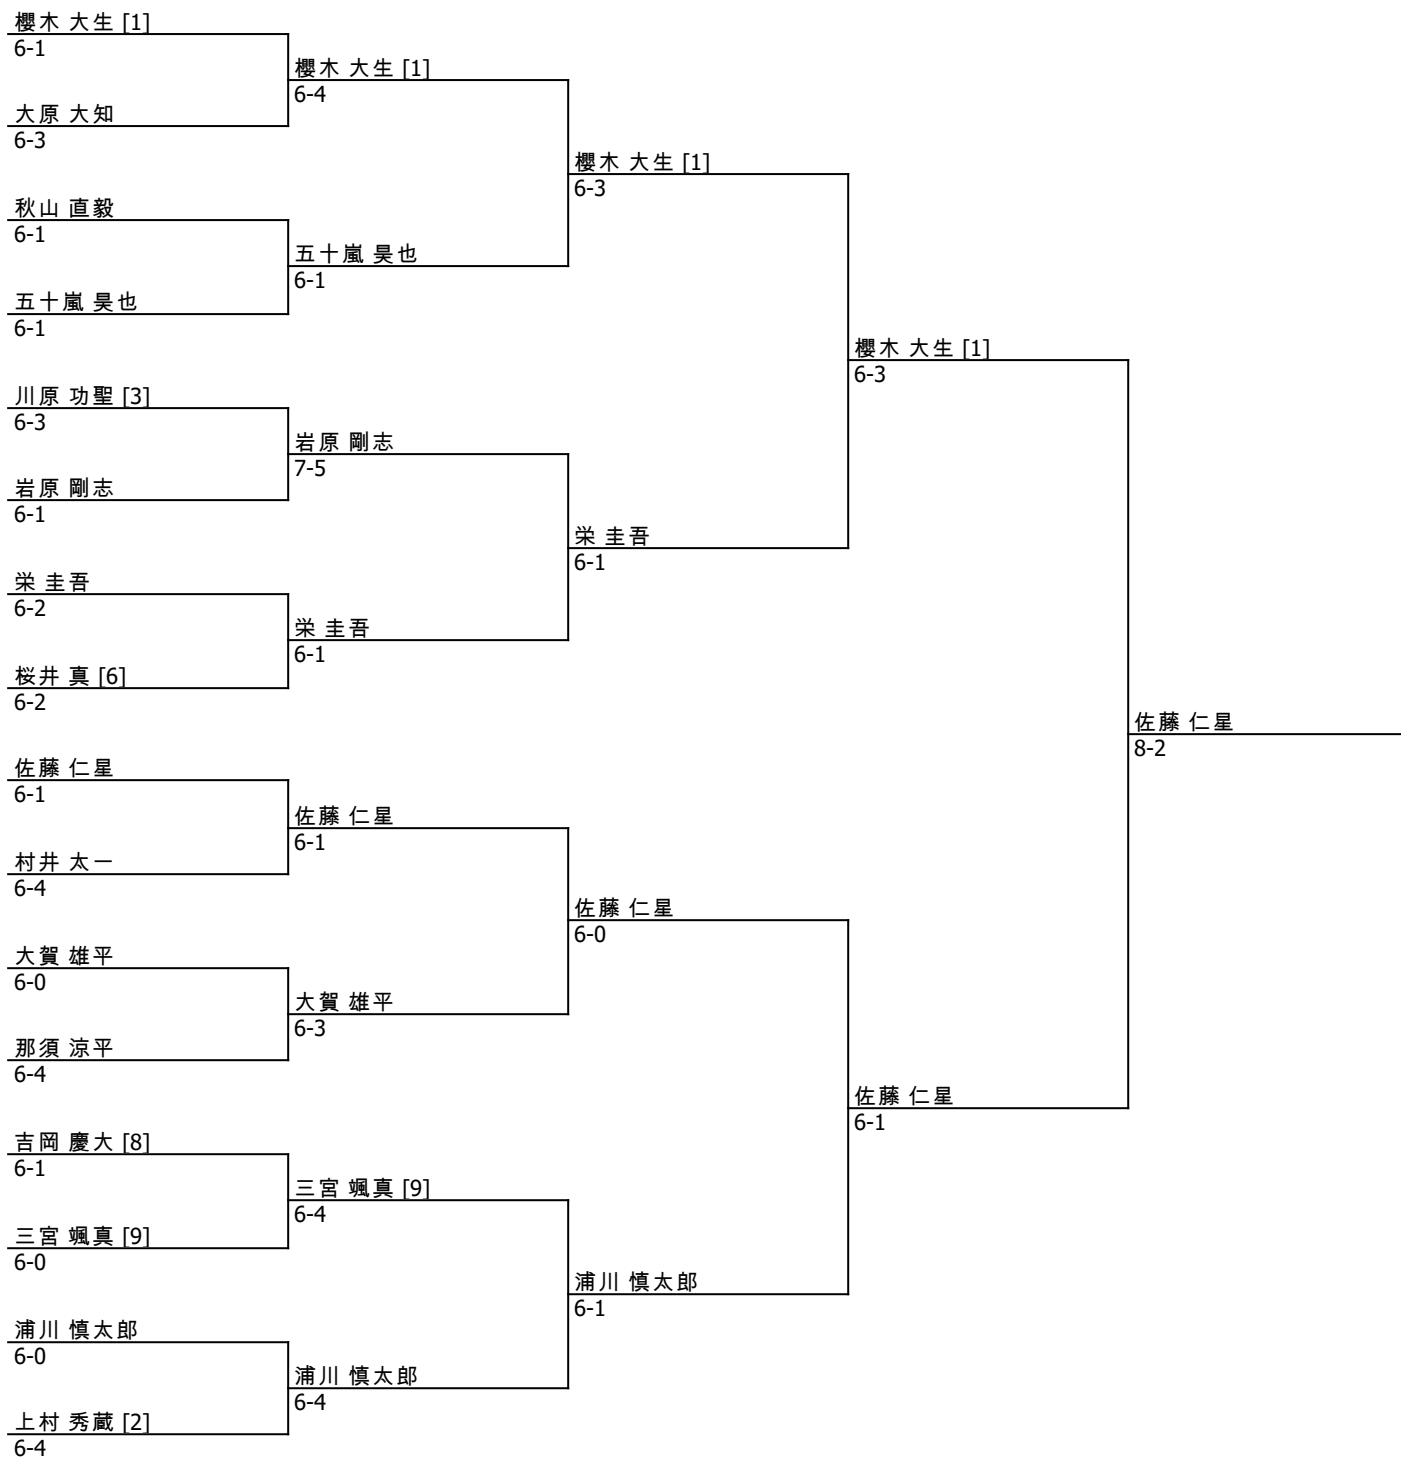 櫻木 大生 [1]
6-1
大原 大知
6-3
秋山 直毅
6-1
五十嵐 昊也
6-1
川原 功聖 [3]
6-3
岩原 剛志
6-1
栄 圭吾
6-2
桜井 真 [6]
6-2
佐藤 仁星
6-1
村井 太一
6-4
大賀 雄平
6-0
那須 涼平
6-4
吉岡 慶大 [8]
6-1
三宮 颯真 [9]
6-0
浦川 慎太郎
6-0
上村 秀蔵 [2]
6-4
櫻木 大生 [1]
6-4
五十嵐 昊也
6-1
岩原 剛志
7-5
栄 圭吾
6-1
佐藤 仁星
6-1
大賀 雄平
6-3
三宮 颯真 [9]
6-4
浦川 慎太郎
6-4
櫻木 大生 [1]
6-3
栄 圭吾
6-1
佐藤 仁星
6-0
浦川 慎太郎
6-1
櫻木 大生 [1]
6-3
佐藤 仁星
6-1
佐藤 仁星
8-2